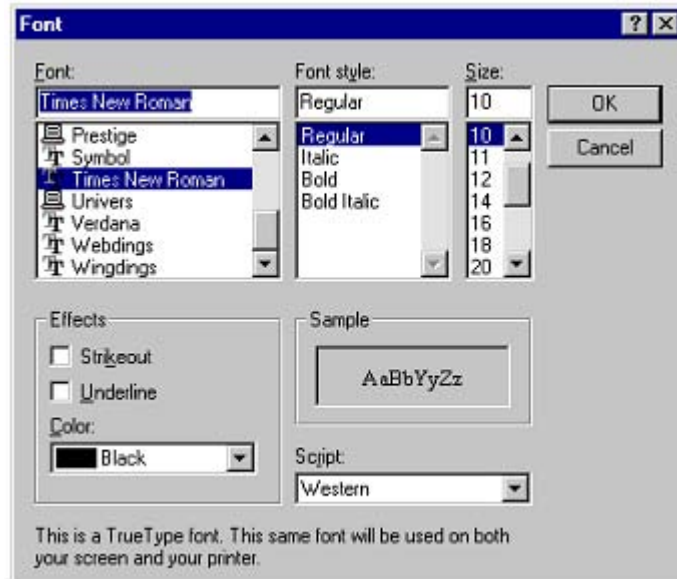 Font
Font:
Times New Roman
Prestige
Symbol
Times New Roman
Univers
Verdana
Webdings
Wingdings
Font style:
Regular
Regular
Italic
Bold
Bold Italic
Size:
10
10
11
12
14
16
18
20
OK
Cancel
Effects
Strikeout
Underline
Color:
Black
Sample
AaBbYyZz
Script:
Western
This is a TrueType font. This same font will be used on both
your screen and your printer.